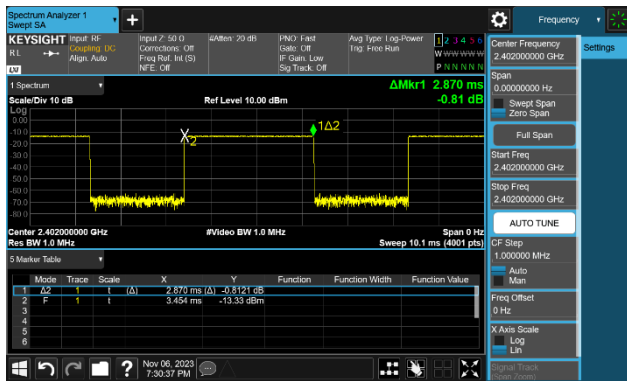 Spectrum Analyzer 1
Swept SA
Frequency
KEYSIGHT Input: RF
RL
Coupling: DC
Align: Auto
Input Z: 50 Ω
Corrections: Off
Freq Ref: Int (S)
NFE: Off
#Atten: 20 dB
PNO: Fast
Gate: Off
IF Gain: Low
Sig Track: Off
Avg Type: Log-Power
Trig: Free Run
1 2 3 4 5 6
W W W W W W
P N N N N N
LXI
1 Spectrum
Scale/Div 10 dB
Ref Level 10.00 dBm
ΔMkr1 2.870 ms
-0.81 dB
Log
0.00
-10.0
-20.0
-30.0
-40.0
-50.0
-60.0
-70.0
-80.0
X2
1Δ2
Center 2.402000000 GHz
Res BW 1.0 MHz
#Video BW 1.0 MHz
Span 0 Hz
Sweep 10.1 ms (4001 pts)
5 Marker Table
Mode Trace Scale X Y Function Function Width Function Value
1 Δ2 1 t (Δ) 2.870 ms (Δ) -0.8121 dB
2 F 1 t 3.454 ms -13.33 dBm
3
4
5
6
Nov 06, 2023
7:30:37 PM
Center Frequency
2.402000000 GHz
Settings
Span
0.00000000 Hz
Swept Span
Zero Span
Full Span
Start Freq
2.402000000 GHz
Stop Freq
2.402000000 GHz
AUTO TUNE
CF Step
1.000000 MHz
Auto
Man
Freq Offset
0 Hz
X Axis Scale
Log
Lin
Signal Track
(Span Zoom)